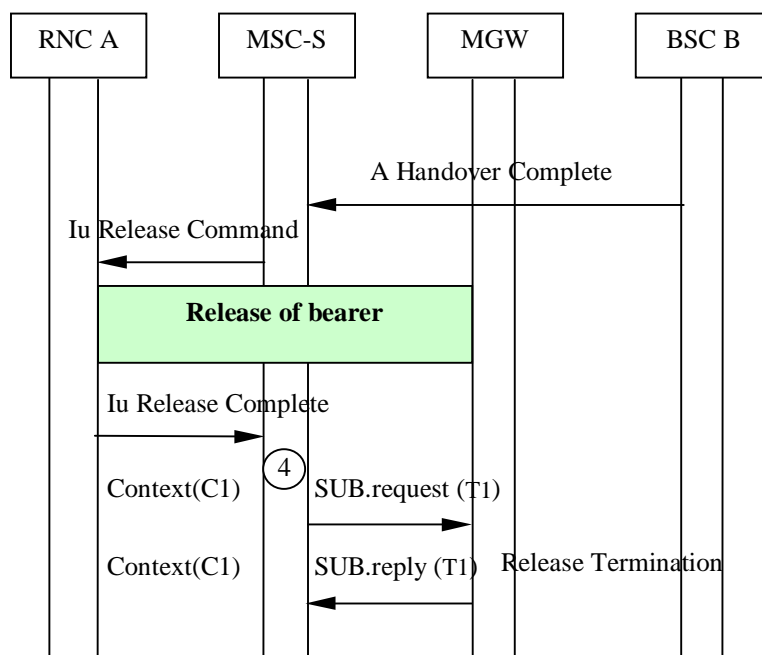 RNC A
MSC-S
MGW
BSC B
A Handover Complete
Iu Release Command
Release of bearer
Iu Release Complete
4
Context(C1)
SUB.request (T1)
Context(C1)
SUB.reply (T1)
Release Termination